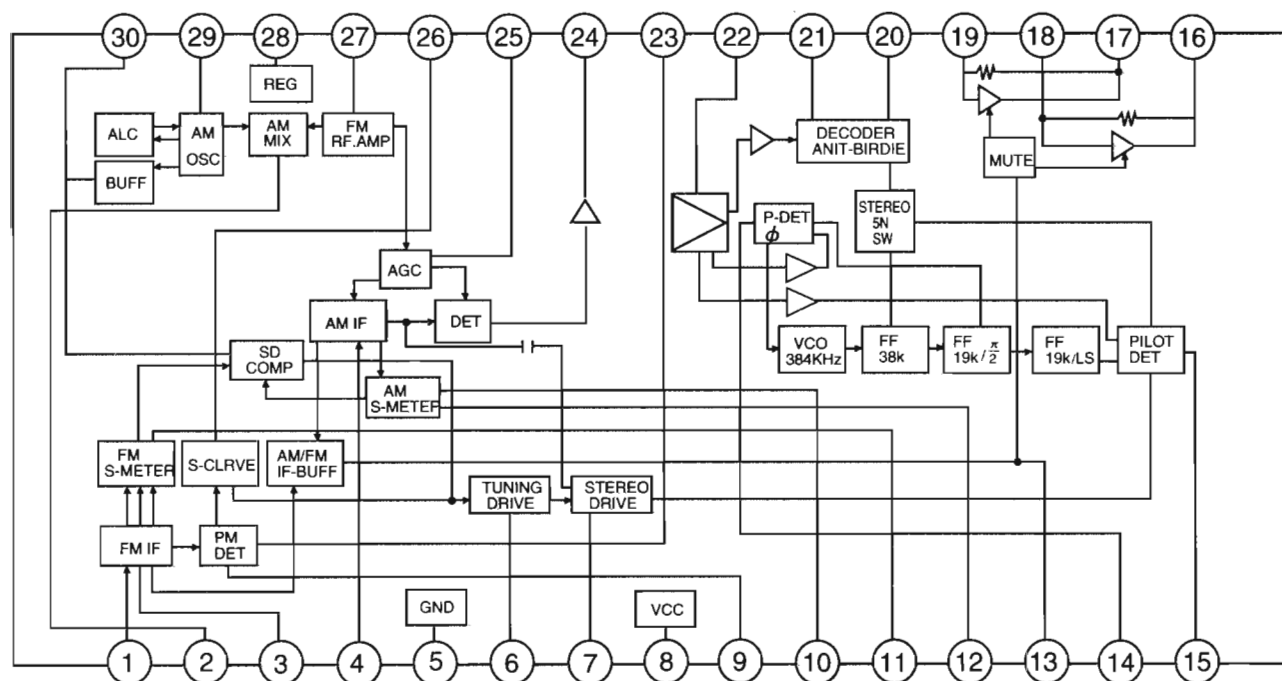 30 29 28 27 26 25 24 23 22 21 20 19 18 17 16
REG
ALC
AM
OSC
AM
MIX
FM
RF.AMP
BUFF
DECODER
ANIT-BIRDIE
MUTE
STEREO
5N
SW
P-DET
ϕ
AGC
AM IF
DET
SD
COMP
AM
S-METEF
VCO
384KHz
FF
38k
FF
19k/π/2
FF
19k/LS
PILOT
DET
FM
S-METER
S-CLRVE
AM/FM
IF-BUFF
TUNING
DRIVE
STEREO
DRIVE
FM IF
PM
DET
GND
VCC
1 2 3 4 5 6 7 8 9 10 11 12 13 14 15